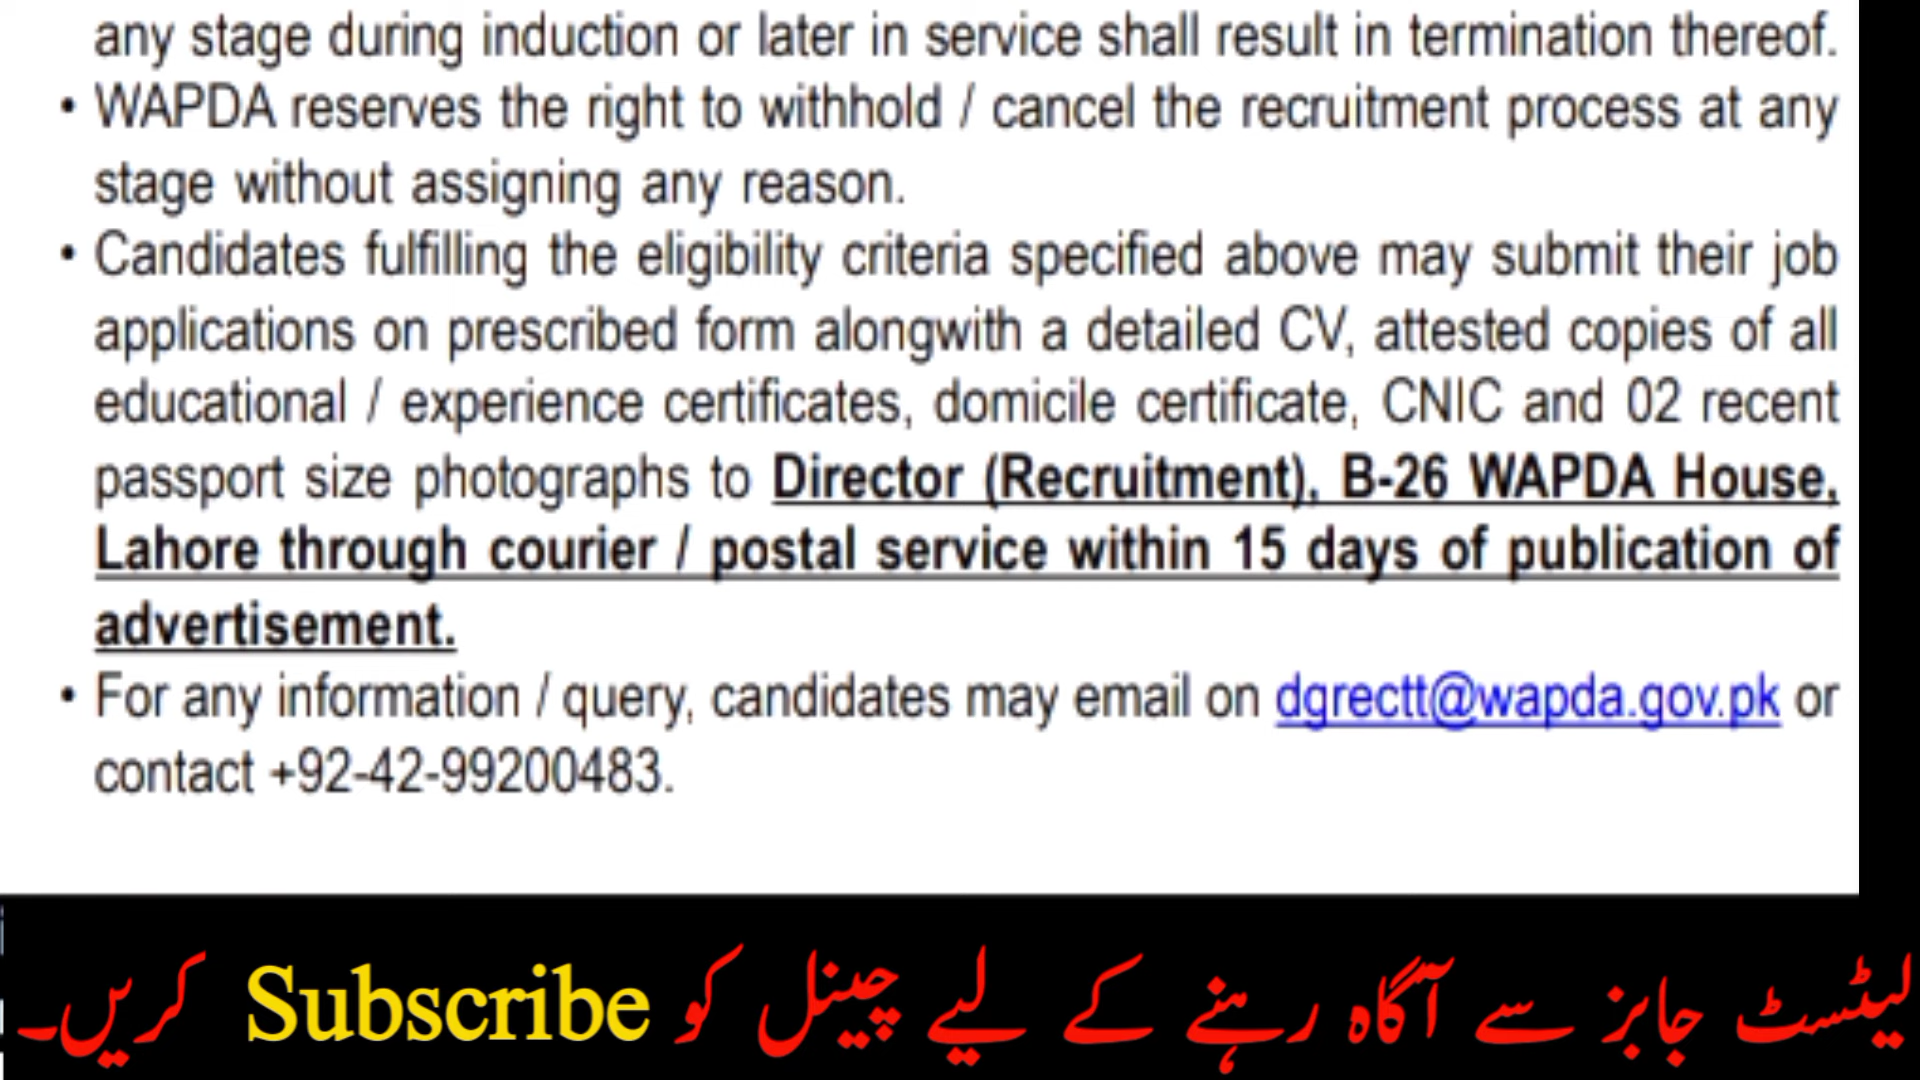 any stage during induction or later in service shall result in termination thereof.
• WAPDA reserves the right to withhold / cancel the recruitment process at any
stage without assigning any reason.
• Candidates fulfilling the eligibility criteria specified above may submit their job
applications on prescribed form alongwith a detailed CV, attested copies of all
educational / experience certificates, domicile certificate, CNIC and 02 recent
passport size photographs to Director (Recruitment), B-26 WAPDA House,
Lahore through courier / postal service within 15 days of publication of
advertisement.
• For any information / query, candidates may email on dgrectt@wapda.gov.pk or
contact +92-42-99200483.
لیٹسٹ جابز سے آگاہ رہنے کے لیے چینل کو Subscribe کریں۔